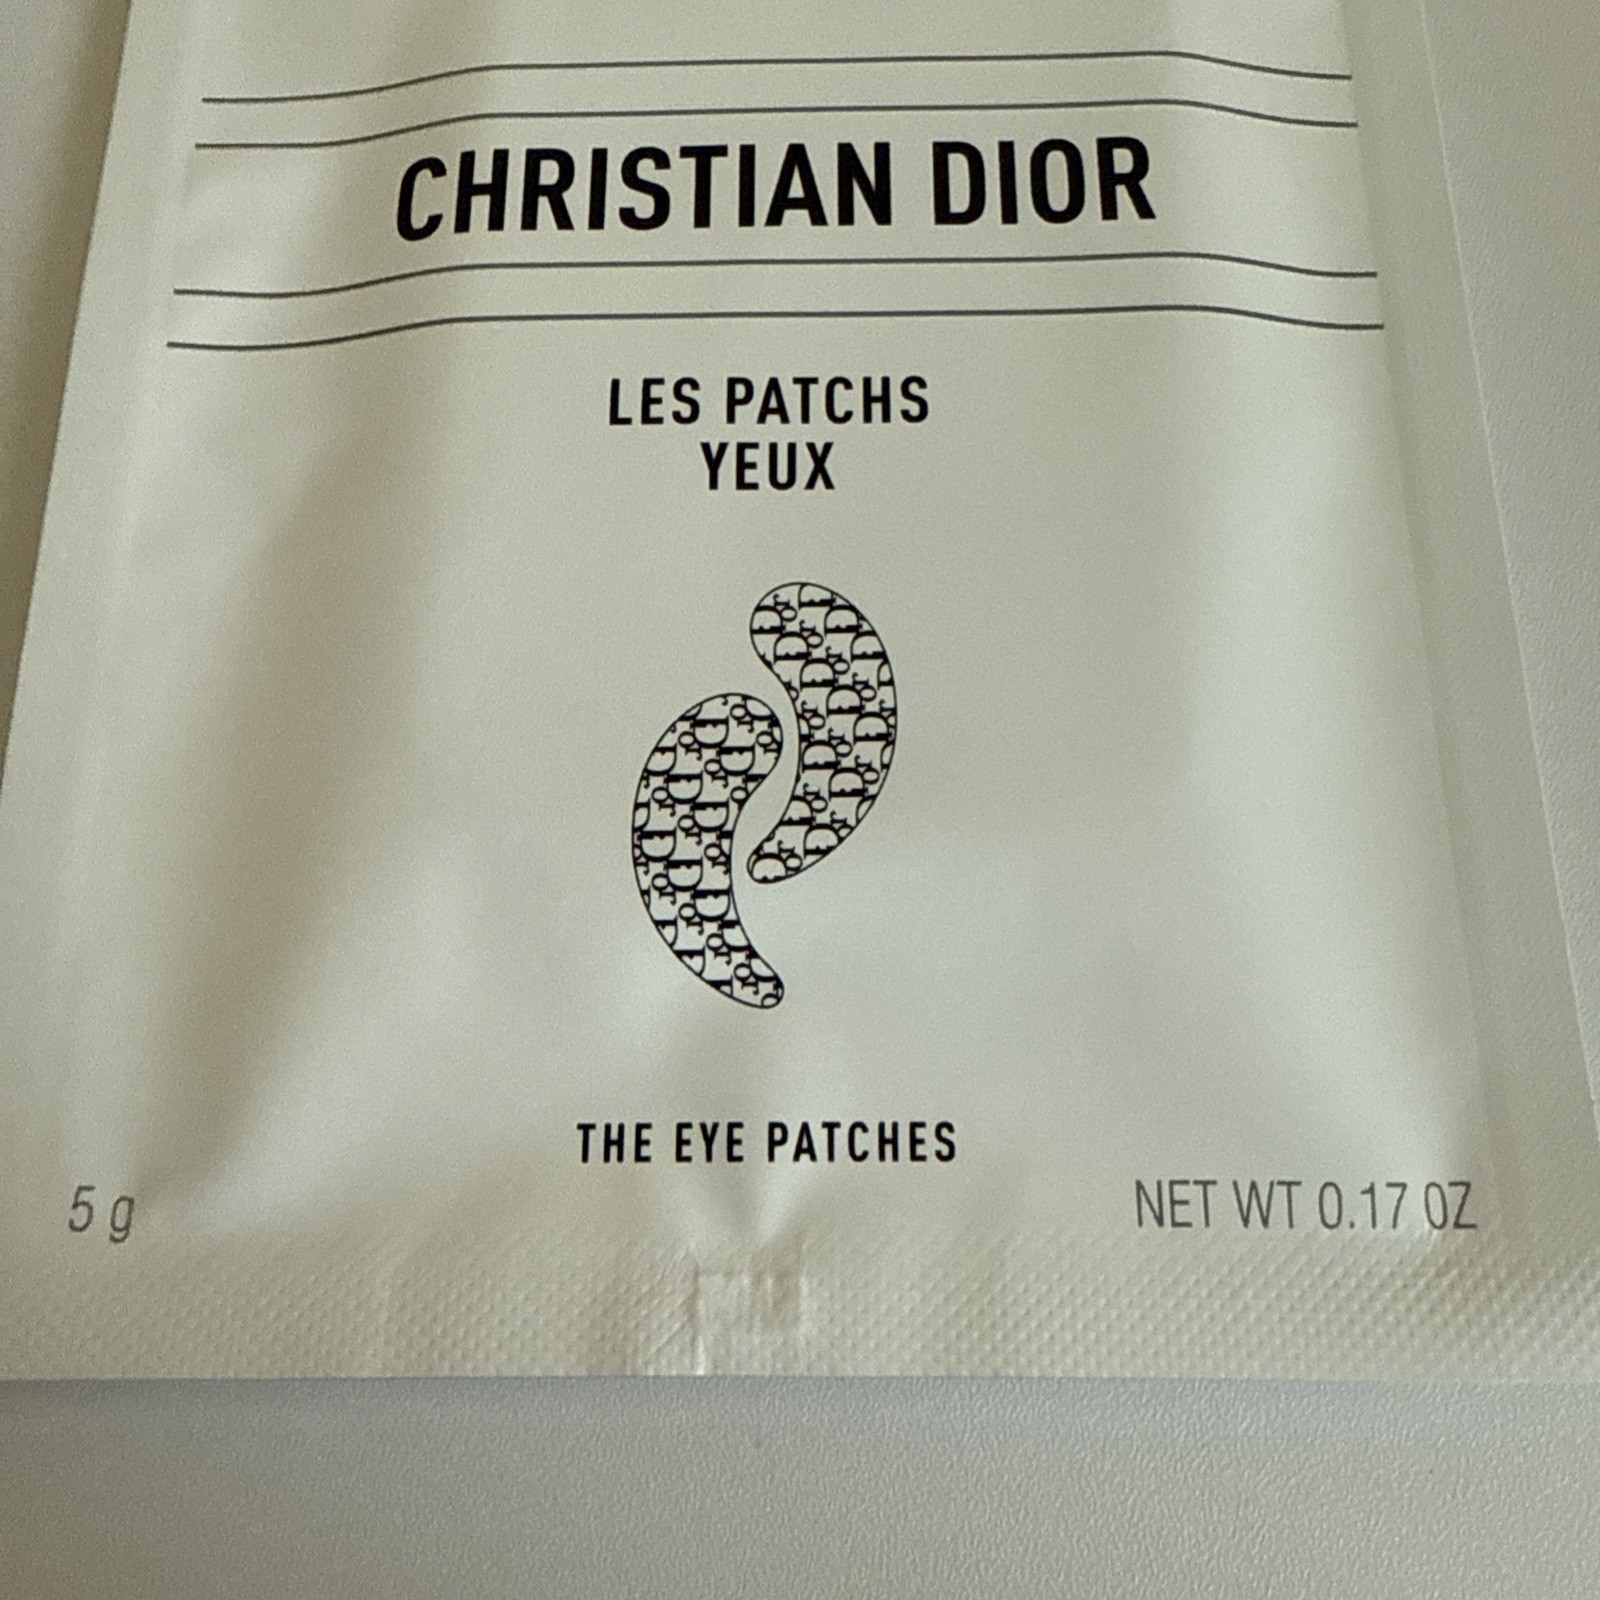 CHRISTIAN DIOR
LES PATCHS
YEUX
THE EYE PATCHES
5 g
NET WT 0.17 OZ